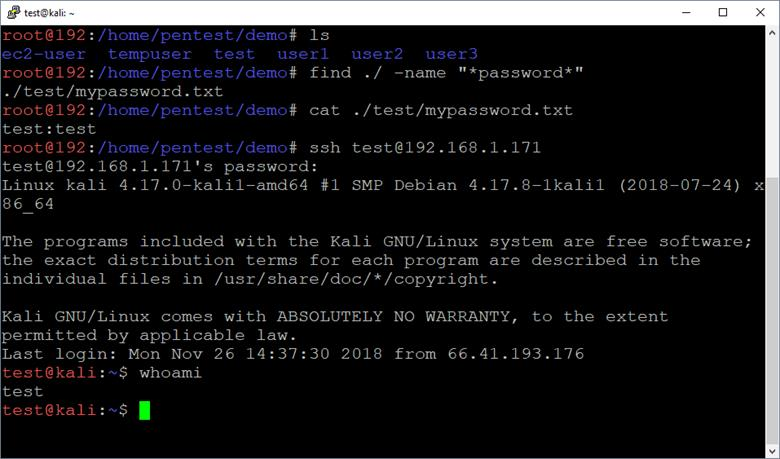 test@kali: ~
root@192:/home/pentest/demo# ls
ec2-user  tempuser  test  user1  user2  user3
root@192:/home/pentest/demo# find ./ -name "*password*"
./test/mypassword.txt
root@192:/home/pentest/demo# cat ./test/mypassword.txt
test:test
root@192:/home/pentest/demo# ssh test@192.168.1.171
test@192.168.1.171's password:
Linux kali 4.17.0-kali1-amd64 #1 SMP Debian 4.17.8-1kali1 (2018-07-24) x
86_64
The programs included with the Kali GNU/Linux system are free software;
the exact distribution terms for each program are described in the
individual files in /usr/share/doc/*/copyright.
Kali GNU/Linux comes with ABSOLUTELY NO WARRANTY, to the extent
permitted by applicable law.
Last login: Mon Nov 26 14:37:30 2018 from 66.41.193.176
test@kali:~$ whoami
test
test@kali:~$